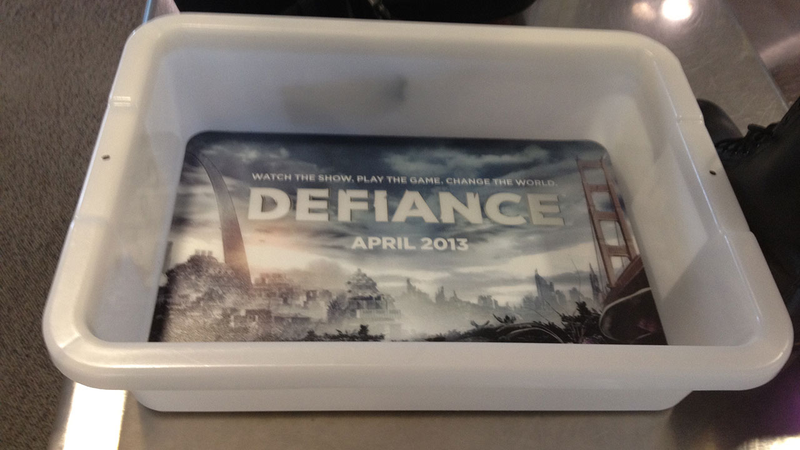 WATCH THE SHOW. PLAY THE GAME. CHANGE THE WORLD.
DEFIANCE
APRIL 2013